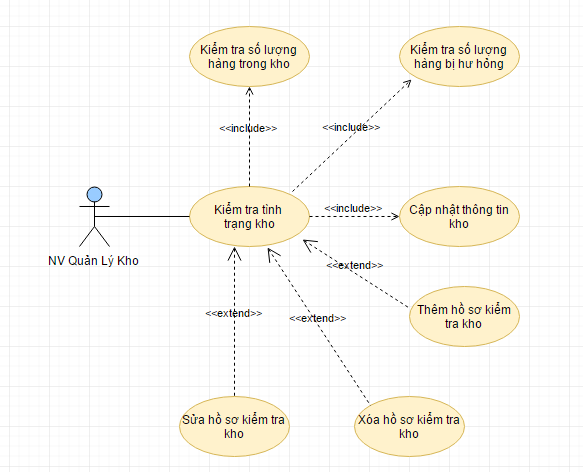 Kiểm tra số lượng
hàng trong kho
Kiểm tra số lượng
hàng bị hư hỏng
<<include>>
<<include>>
Kiểm tra tình
trạng kho
<<include>>
Cập nhật thông tin
kho
NV Quản Lý Kho
<<extend>>
Thêm hồ sơ kiểm
tra kho
<<extend>>
<<extend>>
Sửa hồ sơ kiểm tra
kho
Xóa hồ sơ kiểm tra
kho